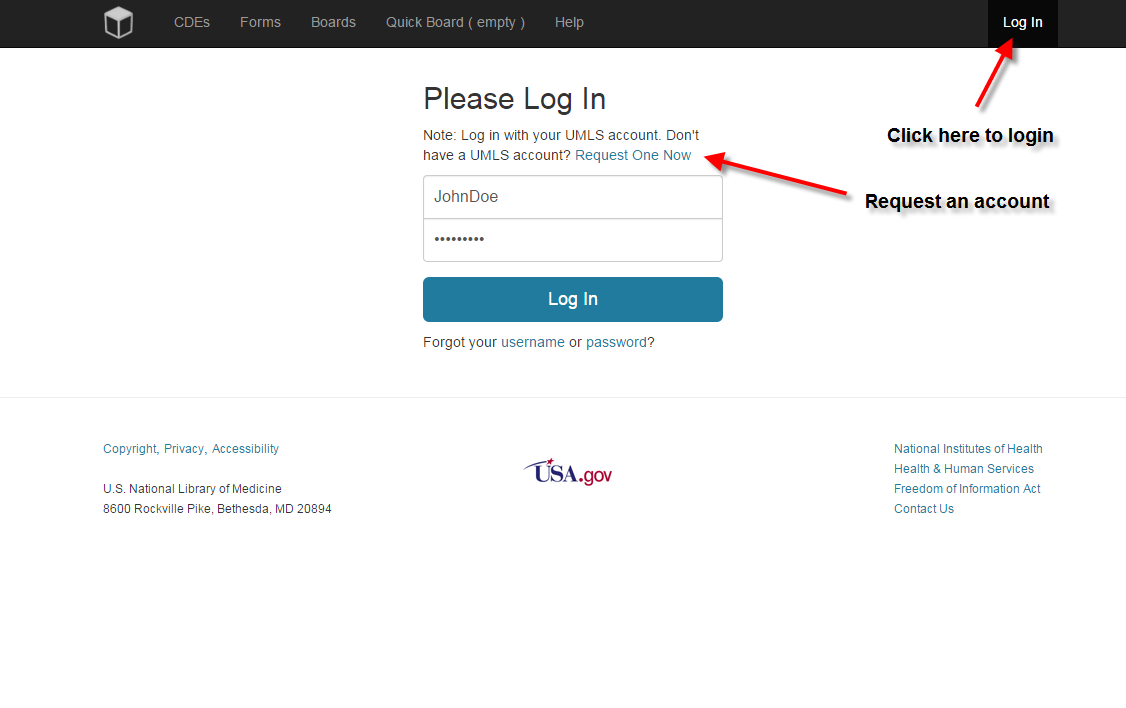 CDEs Forms Boards Quick Board ( empty ) Help Log In
Please Log In
Click here to login
Note: Log in with your UMLS account. Don't
have a UMLS account? Request One Now
Request an account
JohnDoe
•••••••••
Log In
Forgot your username or password?
Copyright, Privacy, Accessibility
U.S. National Library of Medicine
8600 Rockville Pike, Bethesda, MD 20894
USA.gov
National Institutes of Health
Health & Human Services
Freedom of Information Act
Contact Us